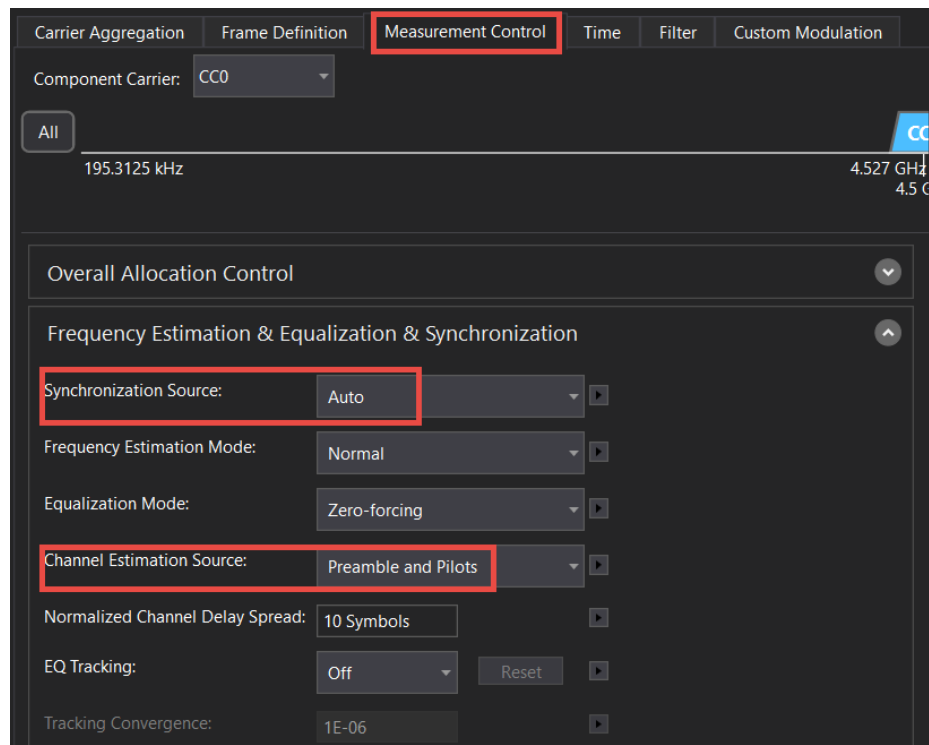 Carrier Aggregation Frame Definition Measurement Control Time Filter Custom Modulation
Component Carrier: CC0
All
CC
195.3125 kHz 4.527 GHz
4.5 G
Overall Allocation Control
Frequency Estimation & Equalization & Synchronization
Synchronization Source: Auto
Frequency Estimation Mode: Normal
Equalization Mode: Zero-forcing
Channel Estimation Source: Preamble and Pilots
Normalized Channel Delay Spread: 10 Symbols
EQ Tracking: Off Reset
Tracking Convergence: 1E-06